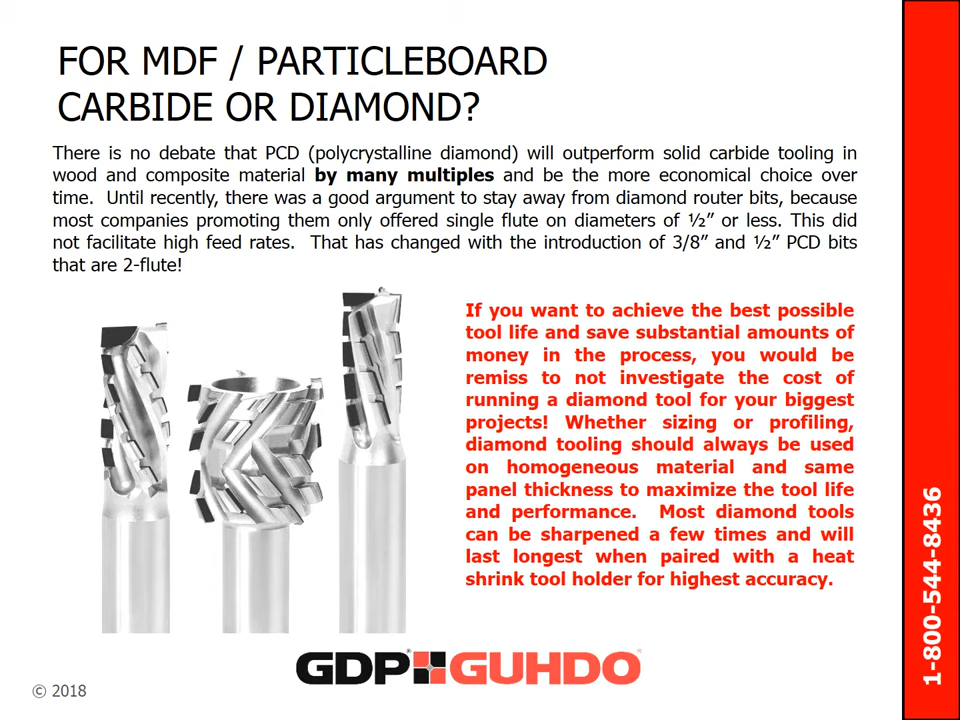 FOR MDF / PARTICLEBOARD
CARBIDE OR DIAMOND?
There is no debate that PCD (polycrystalline diamond) will outperform solid carbide tooling in
wood and composite material by many multiples and be the more economical choice over
time.  Until recently, there was a good argument to stay away from diamond router bits, because
most companies promoting them only offered single flute on diameters of ½” or less. This did
not facilitate high feed rates.  That has changed with the introduction of 3/8” and ½” PCD bits
that are 2-flute!
If you want to achieve the best possible
tool life and save substantial amounts of
money in the process, you would be
remiss to not investigate the cost of
running a diamond tool for your biggest
projects! Whether sizing or profiling,
diamond tooling should always be used
on homogeneous material and same
panel thickness to maximize the tool life
and performance.  Most diamond tools
can be sharpened a few times and will
last longest when paired with a heat
shrink tool holder for highest accuracy.
1-800-544-8436
GDP® GUHDO®
© 2018